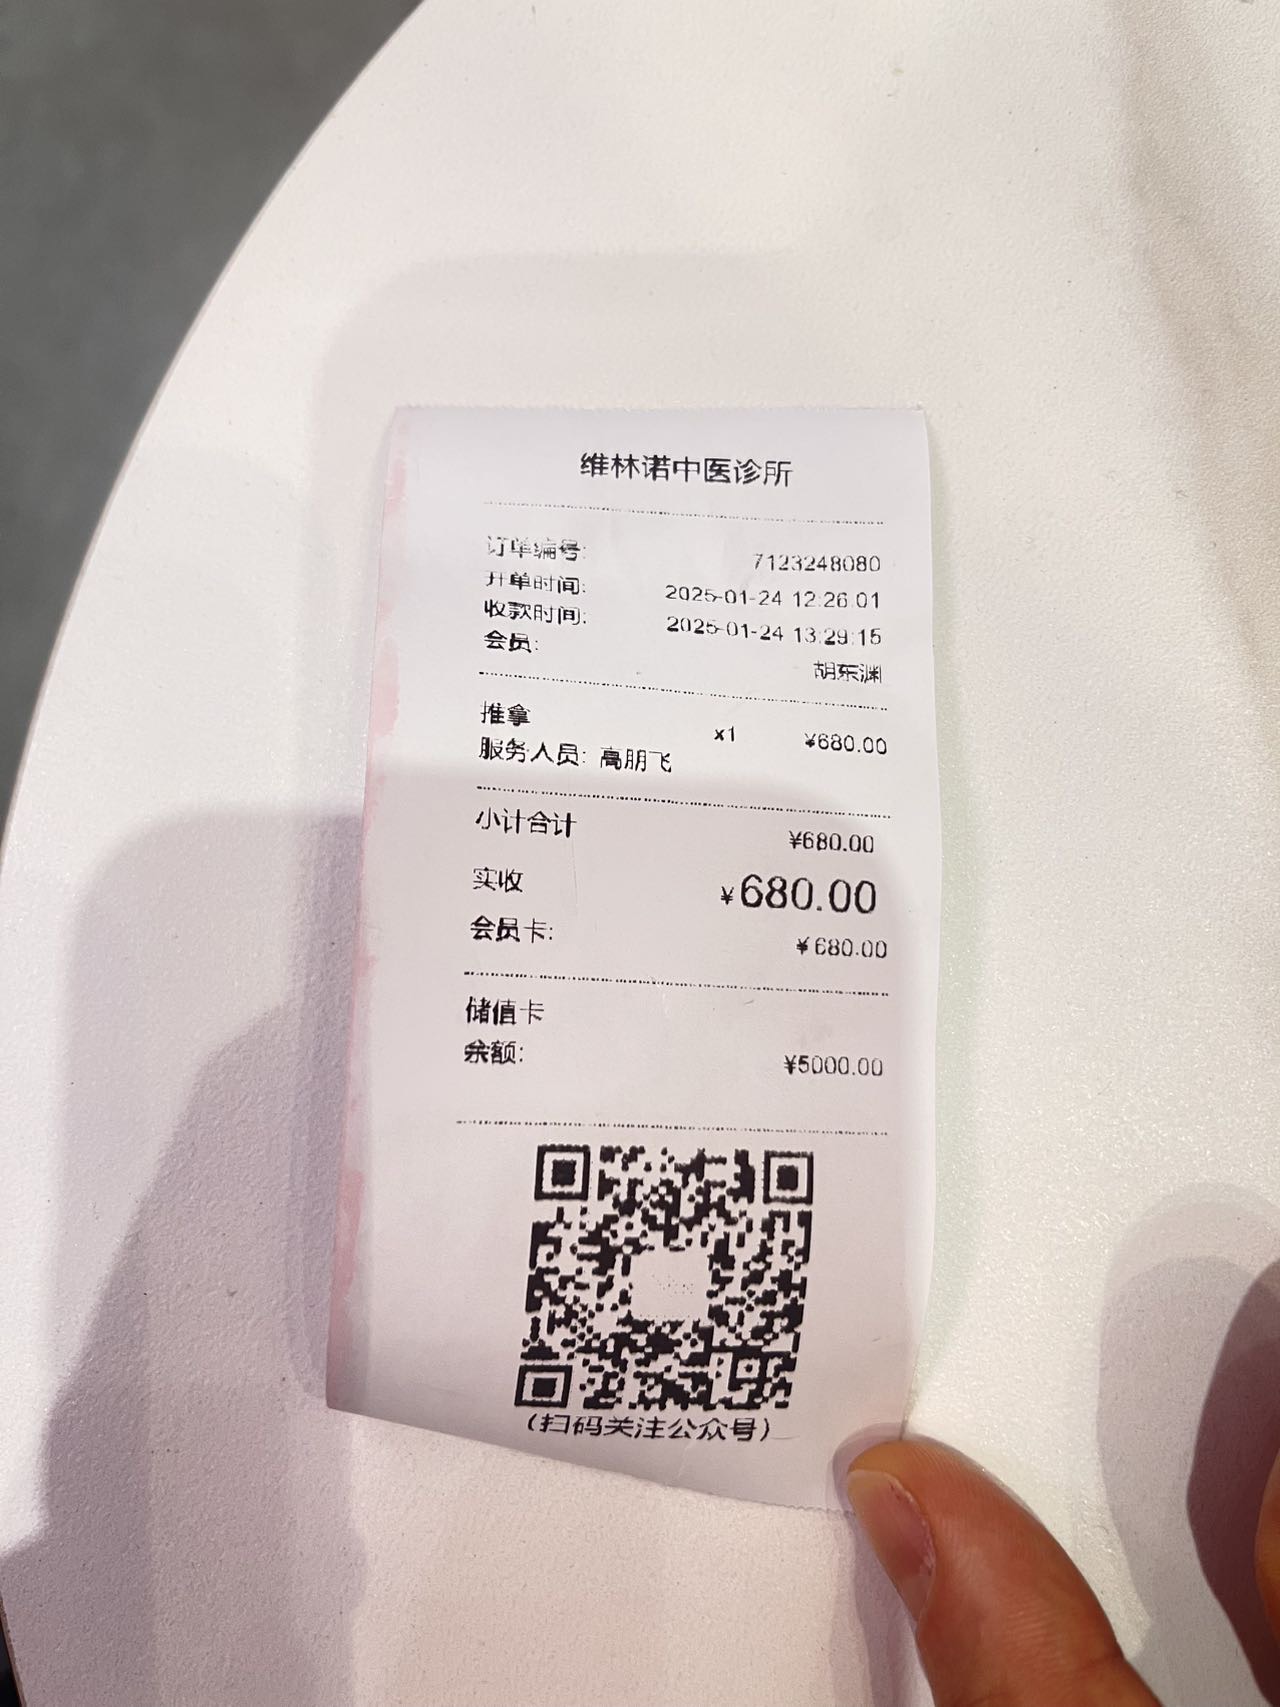 维林诺中医诊所
订单编号: 7123248080
开单时间: 2025-01-24 12:26:01
收款时间: 2025-01-24 13:29:15
会员: 胡东渊
推拿 x1 ¥680.00
服务人员: 高朋飞
小计合计 ¥680.00
实收 ¥680.00
会员卡: ¥680.00
储值卡
余额: ¥5000.00
(扫码关注公众号)